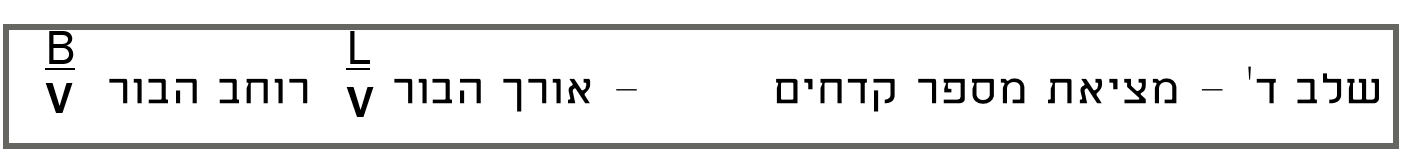 שלב ד' – מציאת מספר קדחים – אורך הבור L/V רוחב הבור B/V